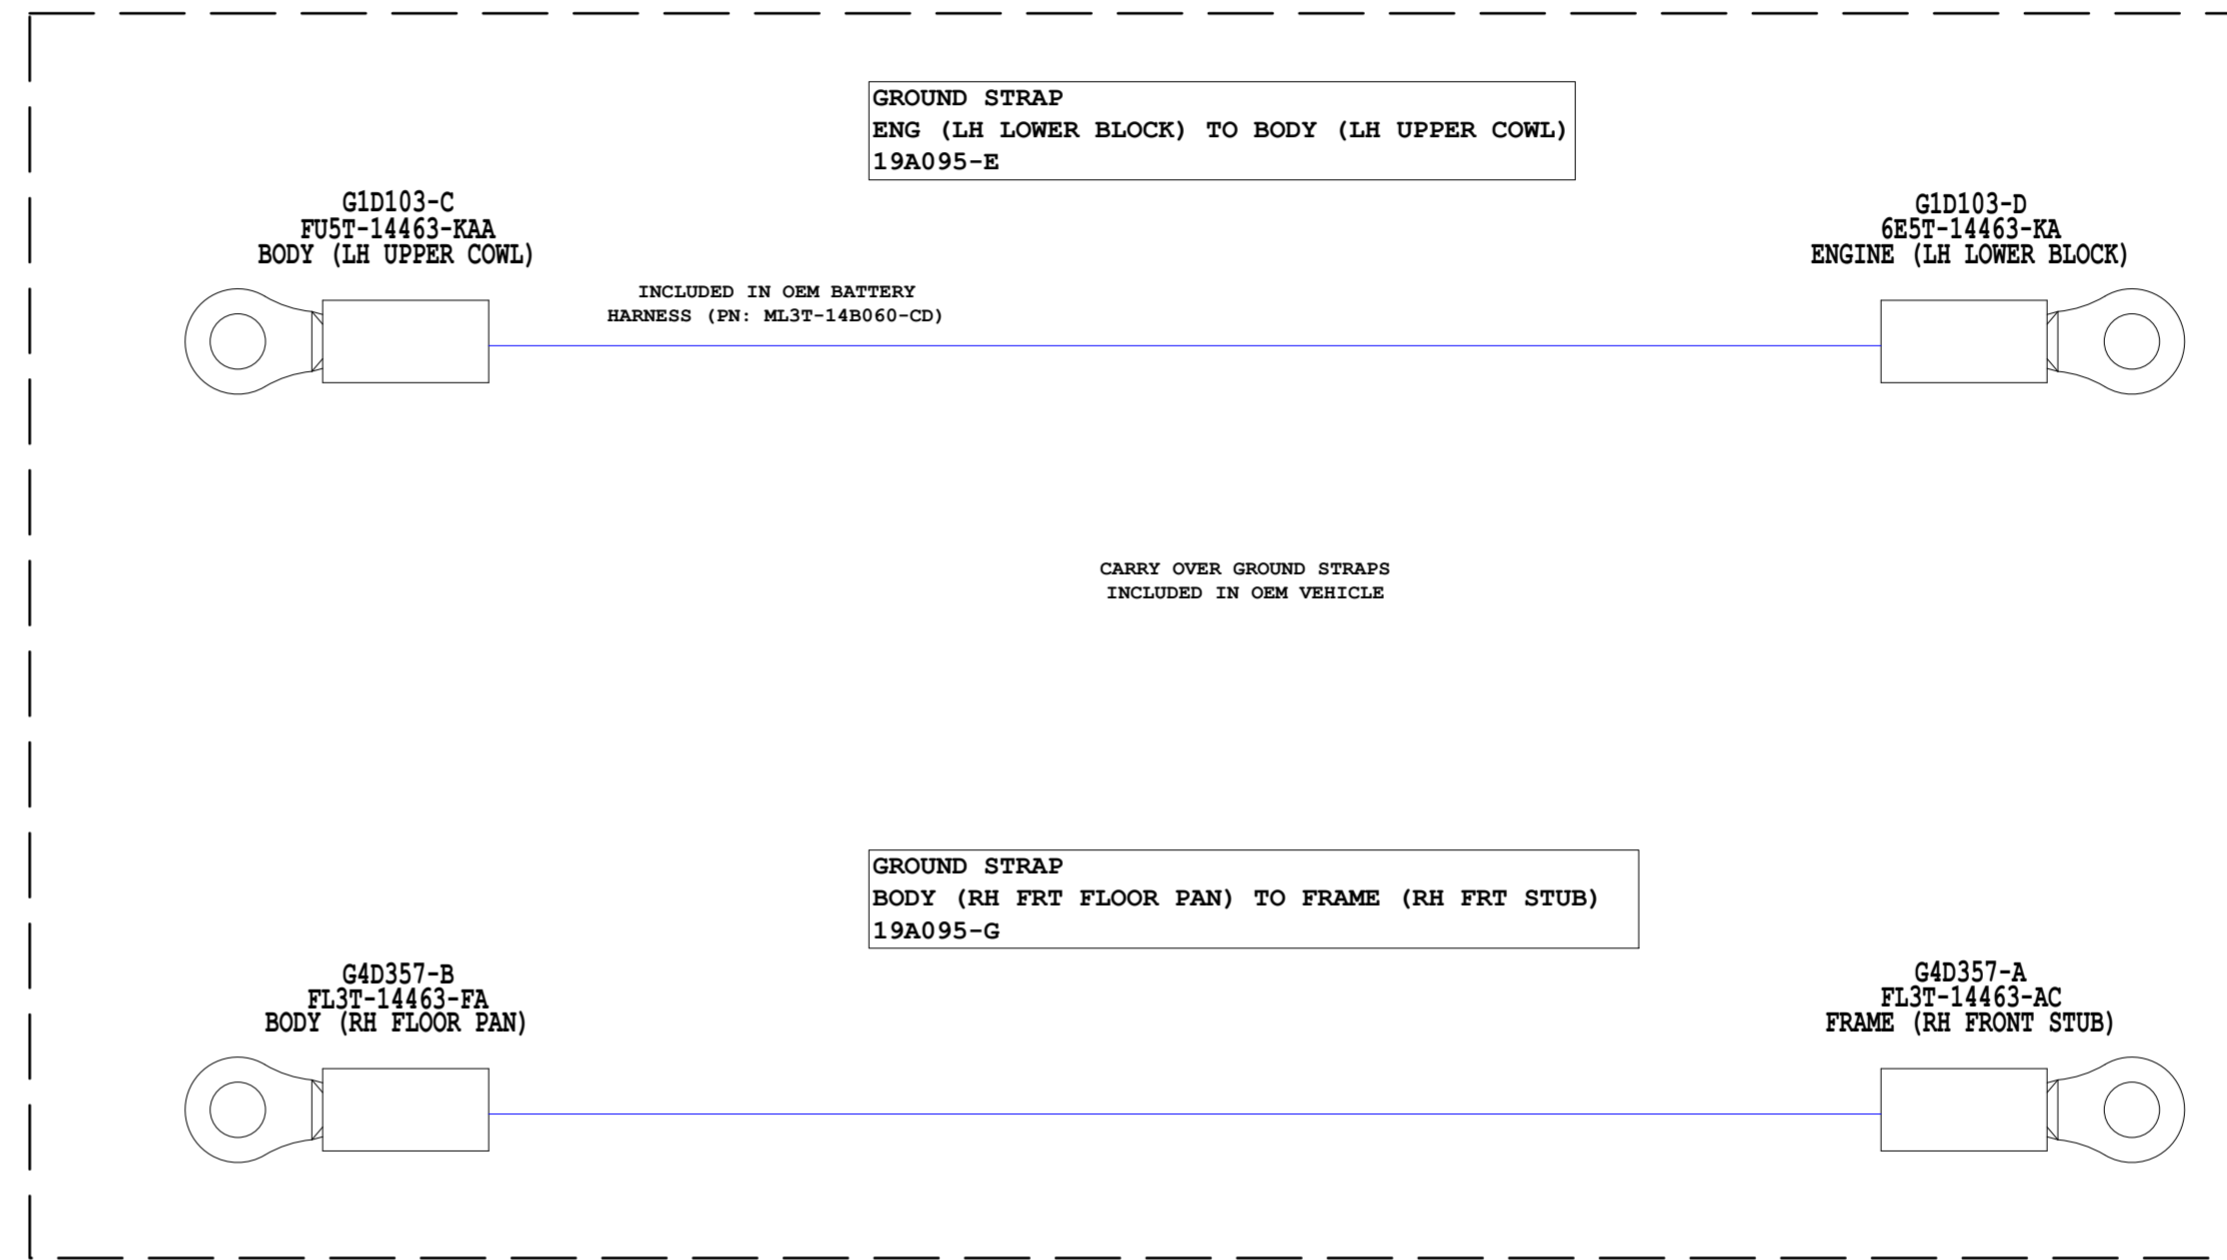 GROUND STRAP
ENG (LH LOWER BLOCK) TO BODY (LH UPPER COWL)
19A095-E
G1D103-C
FU5T-14463-KAA
BODY (LH UPPER COWL)
G1D103-D
6E5T-14463-KA
ENGINE (LH LOWER BLOCK)
INCLUDED IN OEM BATTERY
HARNESS (PN: ML3T-14B060-CD)
CARRY OVER GROUND STRAPS
INCLUDED IN OEM VEHICLE
GROUND STRAP
BODY (RH FRT FLOOR PAN) TO FRAME (RH FRT STUB)
19A095-G
G4D357-B
FL3T-14463-FA
BODY (RH FLOOR PAN)
G4D357-A
FL3T-14463-AC
FRAME (RH FRONT STUB)